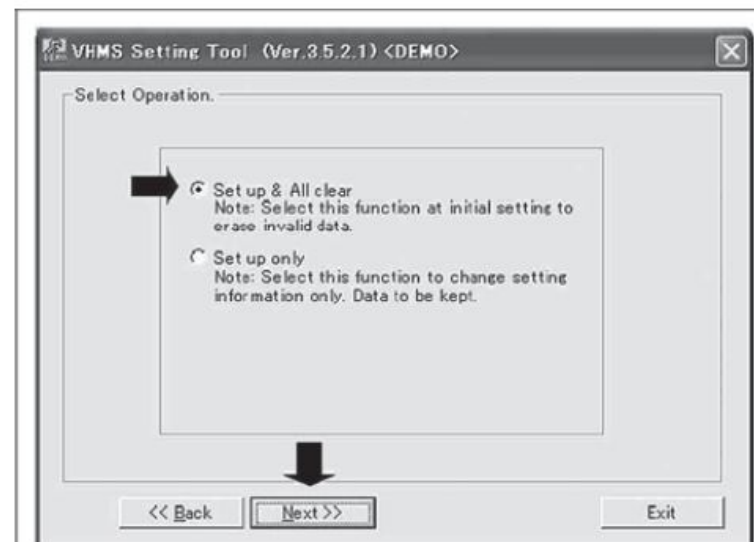 VHMS Setting Tool (Ver.3.5.2.1) <DEMO>
Select Operation.
Set up & All clear
Note: Select this function at initial setting to
erase invalid data.
Set up only
Note: Select this function to change setting
information only. Data to be kept.
<< Back
Next >>
Exit